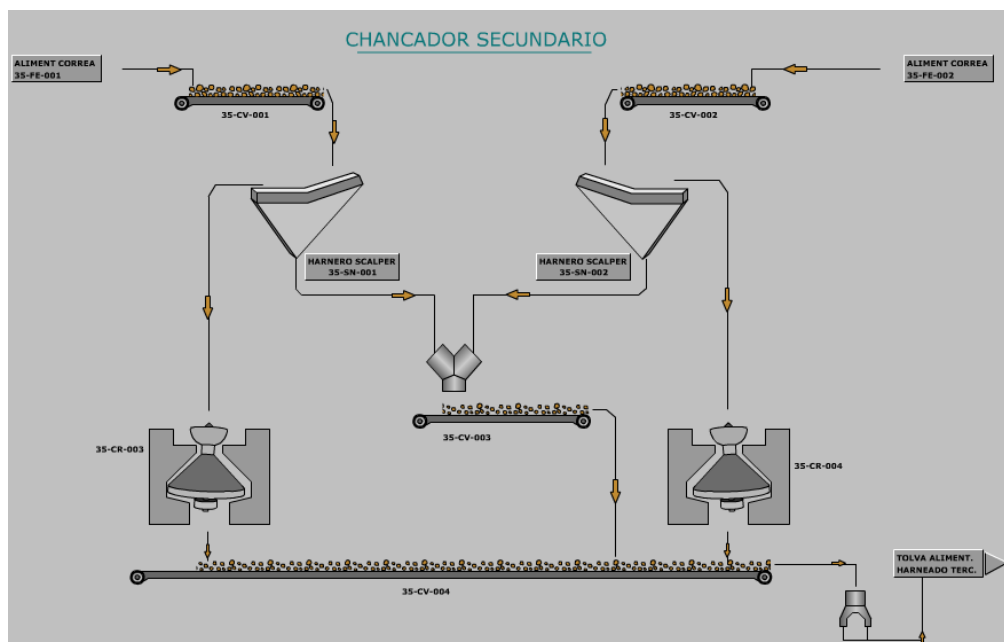 CHANCADOR SECUNDARIO
ALIMENT CORREA
35-FE-001
ALIMENT CORREA
35-FE-002
35-CV-001
35-CV-002
HARNERO SCALPER
35-SN-001
HARNERO SCALPER
35-SN-002
35-CV-003
35-CR-003
35-CR-004
TOLVA ALIMENT.
HARNEADO TERC.
35-CV-004